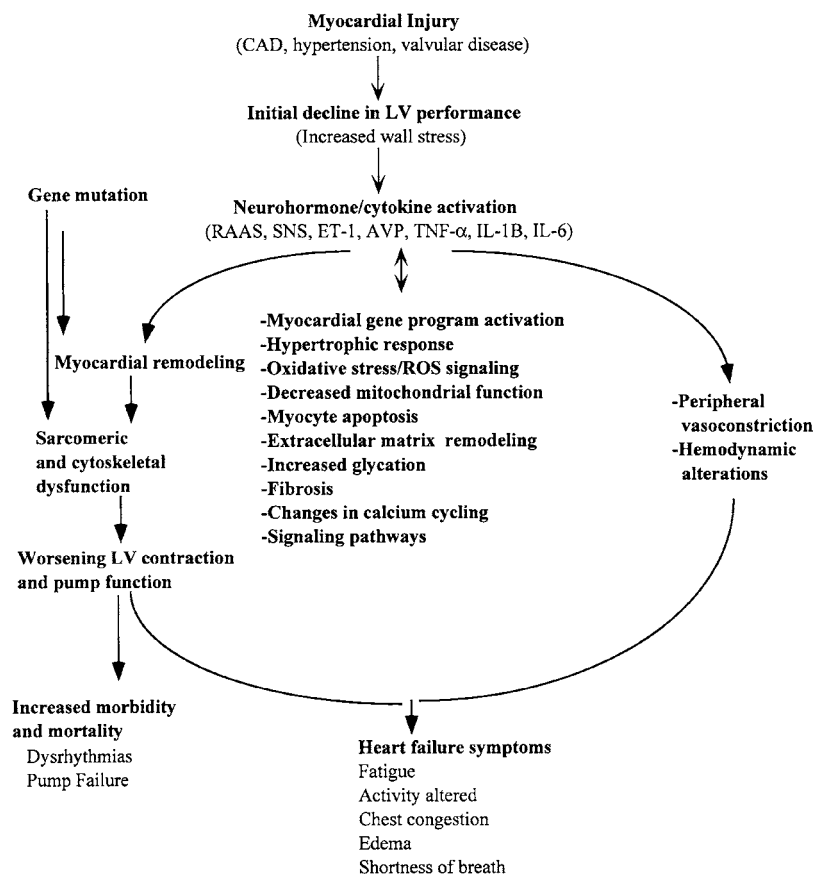 Myocardial Injury
(CAD, hypertension, valvular disease)
Initial decline in LV performance
(Increased wall stress)
Gene mutation
Neurohormone/cytokine activation
(RAAS, SNS, ET-1, AVP, TNF-α, IL-1B, IL-6)
Myocardial remodeling
Sarcomeric
and cytoskeletal
dysfunction
Worsening LV contraction
and pump function
Increased morbidity
and mortality
Dysrhythmias
Pump Failure
-Myocardial gene program activation
-Hypertrophic response
-Oxidative stress/ROS signaling
-Decreased mitochondrial function
-Myocyte apoptosis
-Extracellular matrix remodeling
-Increased glycation
-Fibrosis
-Changes in calcium cycling
-Signaling pathways
-Peripheral
vasoconstriction
-Hemodynamic
alterations
Heart failure symptoms
Fatigue
Activity altered
Chest congestion
Edema
Shortness of breath